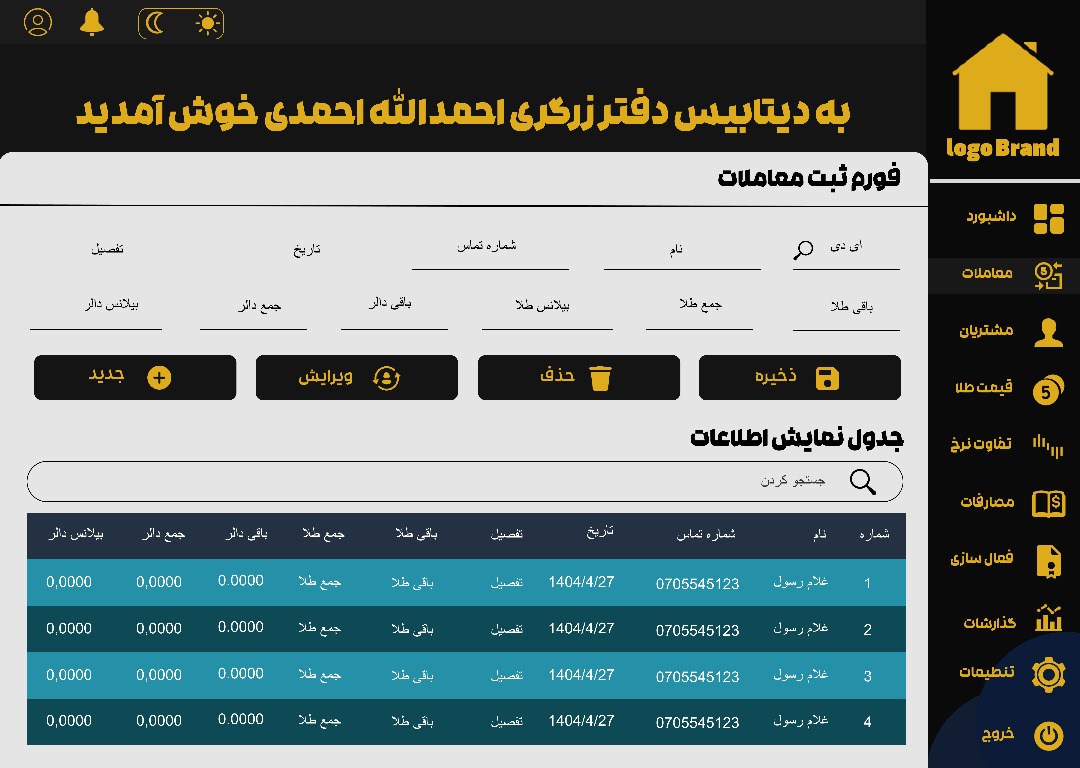 به دیتابیس دفتر زرگری احمدالله احمدی خوش آمدید
logo Brand
فورم ثبت معاملات
داشبورد
معاملات
مشتریان
قیمت طلا
تفاوت نرخ
مصارفات
فعال سازی
گذارشات
تنظیمات
خروج
ای دی نام شماره تماس تاریخ تفصیل
باقی طلا جمع طلا بیلانس طلا باقی دالر جمع دالر بیلانس دالر
ذخیره حذف ویرایش جدید
جدول نمایش اطلاعات
جستجو کردن
شماره نام شماره تماس تاریخ تفصیل باقی طلا جمع طلا باقی دالر جمع دالر بیلانس دالر
1 غلام رسول 0705545123 1404/4/27 تفصیل باقی طلا جمع طلا 0.0000 0,0000 0,0000
2 غلام رسول 0705545123 1404/4/27 تفصیل باقی طلا جمع طلا 0.0000 0,0000 0,0000
3 غلام رسول 0705545123 1404/4/27 تفصیل باقی طلا جمع طلا 0.0000 0,0000 0,0000
4 غلام رسول 0705545123 1404/4/27 تفصیل باقی طلا جمع طلا 0.0000 0,0000 0,0000